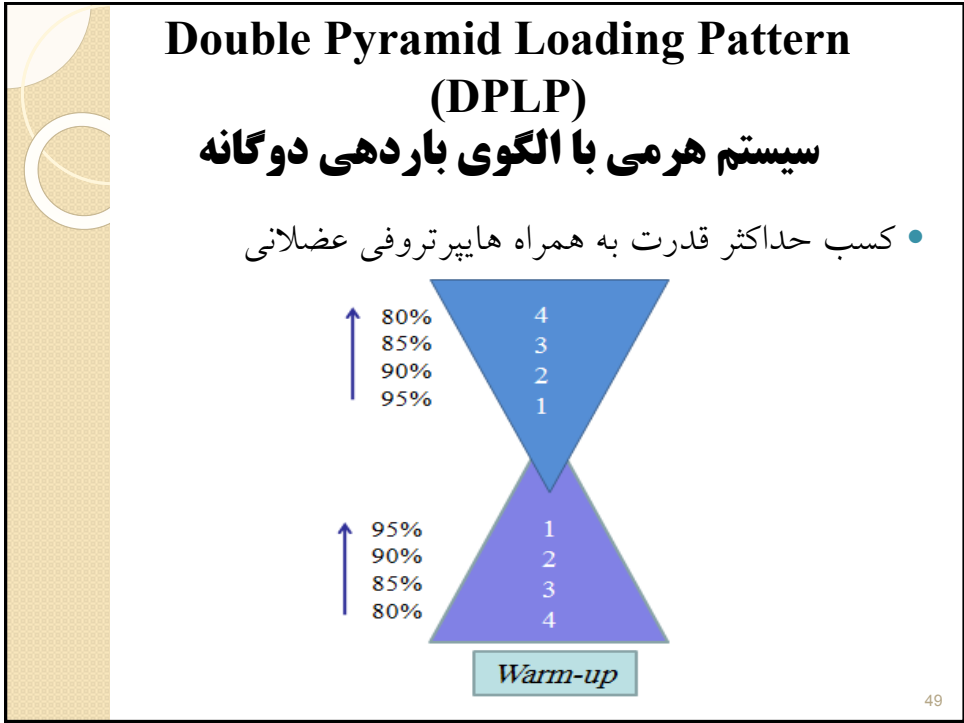 Double Pyramid Loading Pattern
(DPLP)
سیستم هرمی با الگوی باردهی دوگانه
• کسب حداکثر قدرت به همراه هایپرتروفی عضلانی
80% 4
85% 3
90% 2
95% 1
95% 1
90% 2
85% 3
80% 4
Warm-up
49